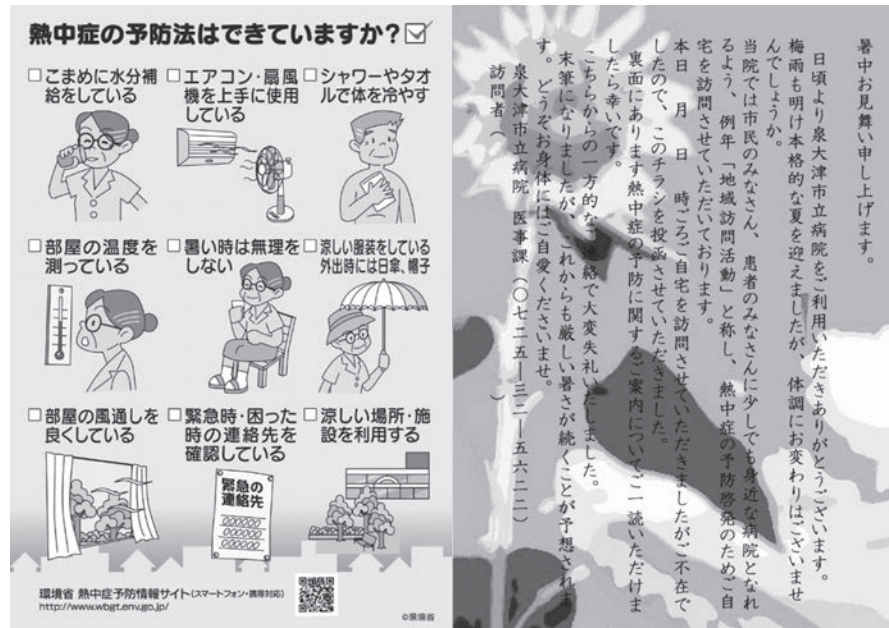 熱中症の予防法はできていますか?
こまめに水分補
給をしている
エアコン・扇風
機を上手に使用
している
シャワーやタオ
ルで体を冷やす
部屋の温度を
測っている
暑い時は無理を
しない
涼しい服装をしている
外出時には日傘、帽子
部屋の風通しを
良くしている
緊急時・困った
時の連絡先を
確認している
涼しい場所・施
設を利用する
緊急の
連絡先
環境省 熱中症予防情報サイト(スマートフォン・携帯対応)
http://www.wbgt.env.go.jp/
©環境省
暑中お見舞い申し上げます。
日頃より泉大津市立病院をご利用いただきありがとうございます。
梅雨も明け本格的な夏を迎えましたが、体調にお変わりはございませ
んでしょうか。
当院では市民のみなさん、患者のみなさんに少しでも身近な病院となれ
るよう、例年「地域訪問活動」と称し、熱中症の予防啓発のためご自
宅を訪問させていただいております。
本日 月 日 時ごろご自宅を訪問させていただきましたがご不在で
したので、このチラシを投函させていただきました。
裏面にあります熱中症の予防に関するご案内についてご一読いただけま
したら幸いです。
こちらからの一方的なご連絡で大変失礼いたしました。
末筆になりましたが、これからも厳しい暑さが続くことが予想されま
す。どうぞお身体にはご自愛くださいませ。
泉大津市立病院 医事課(〇七二五―三二―五六二二)
訪問者( )